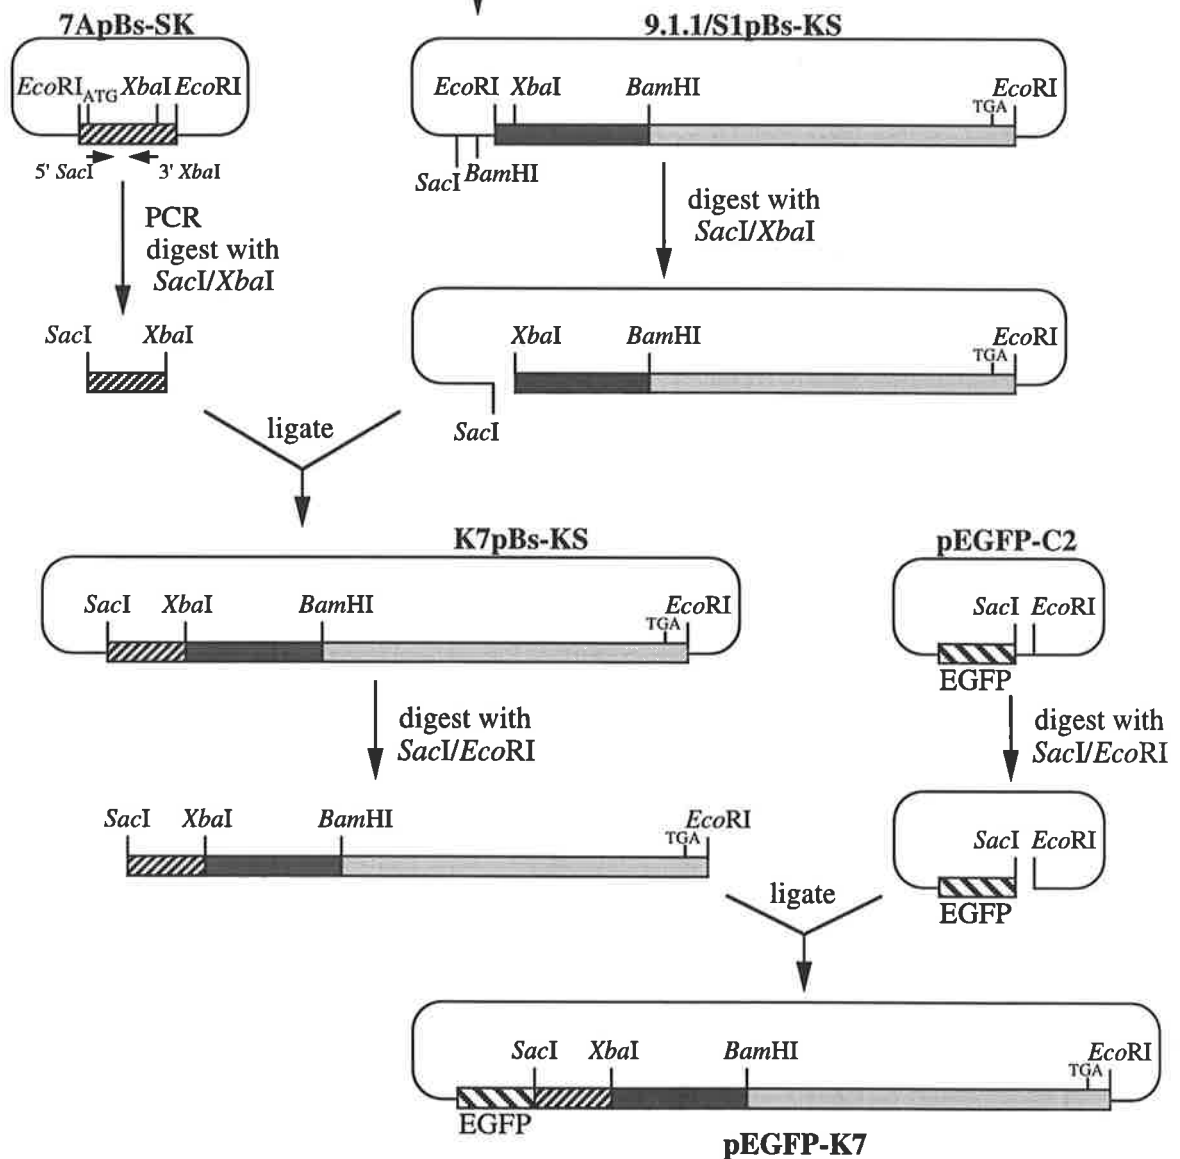 7ApBs-SK
9.1.1/S1pBs-KS
EcoRI ATG XbaI EcoRI
5' SacI 3' XbaI
EcoRI XbaI BamHI TGA EcoRI
SacI BamHI
PCR
digest with
SacI/XbaI
digest with
SacI/XbaI
SacI XbaI
XbaI BamHI TGA EcoRI
SacI
ligate
K7pBs-KS
SacI XbaI BamHI TGA EcoRI
pEGFP-C2
SacI EcoRI
EGFP
digest with
SacI/EcoRI
digest with
SacI/EcoRI
SacI XbaI BamHI TGA EcoRI
SacI EcoRI
EGFP
ligate
SacI XbaI BamHI TGA EcoRI
EGFP
pEGFP-K7